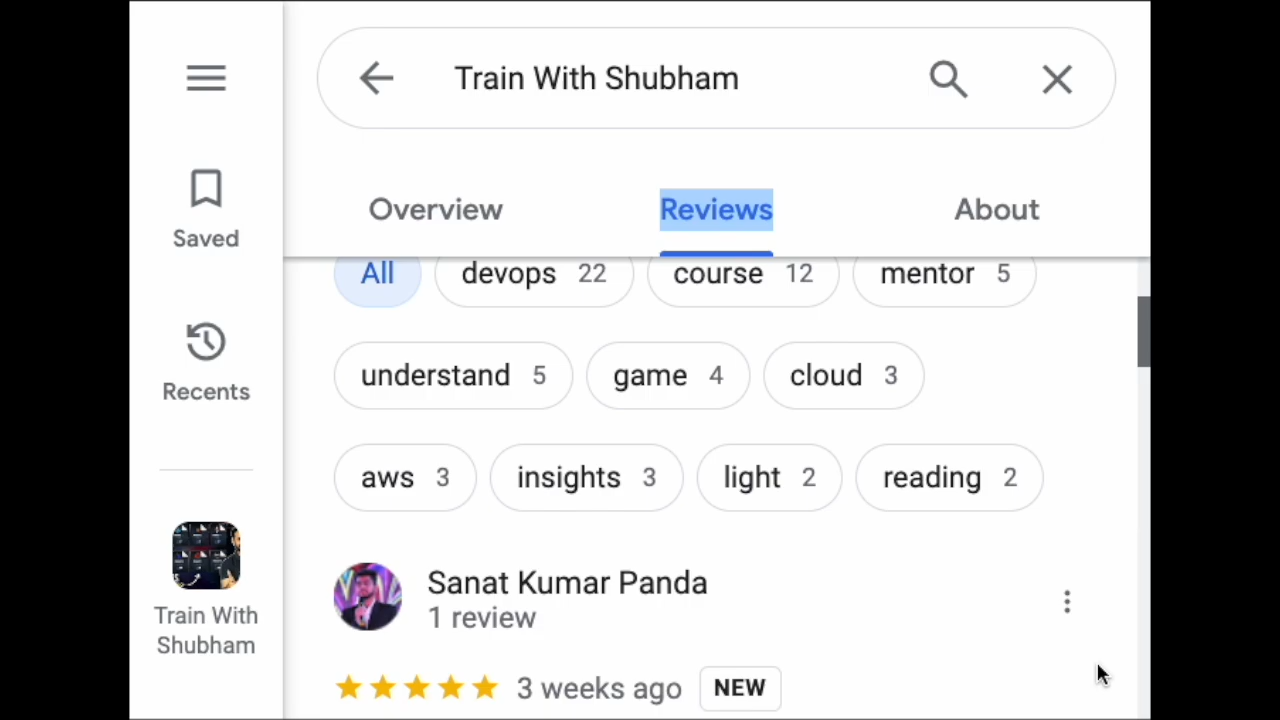 Train With Shubham
Saved
Recents
Train With
Shubham
Overview
Reviews
About
All
devops 22
course 12
mentor 5
understand 5
game 4
cloud 3
aws 3
insights 3
light 2
reading 2
Sanat Kumar Panda
1 review
3 weeks ago
NEW